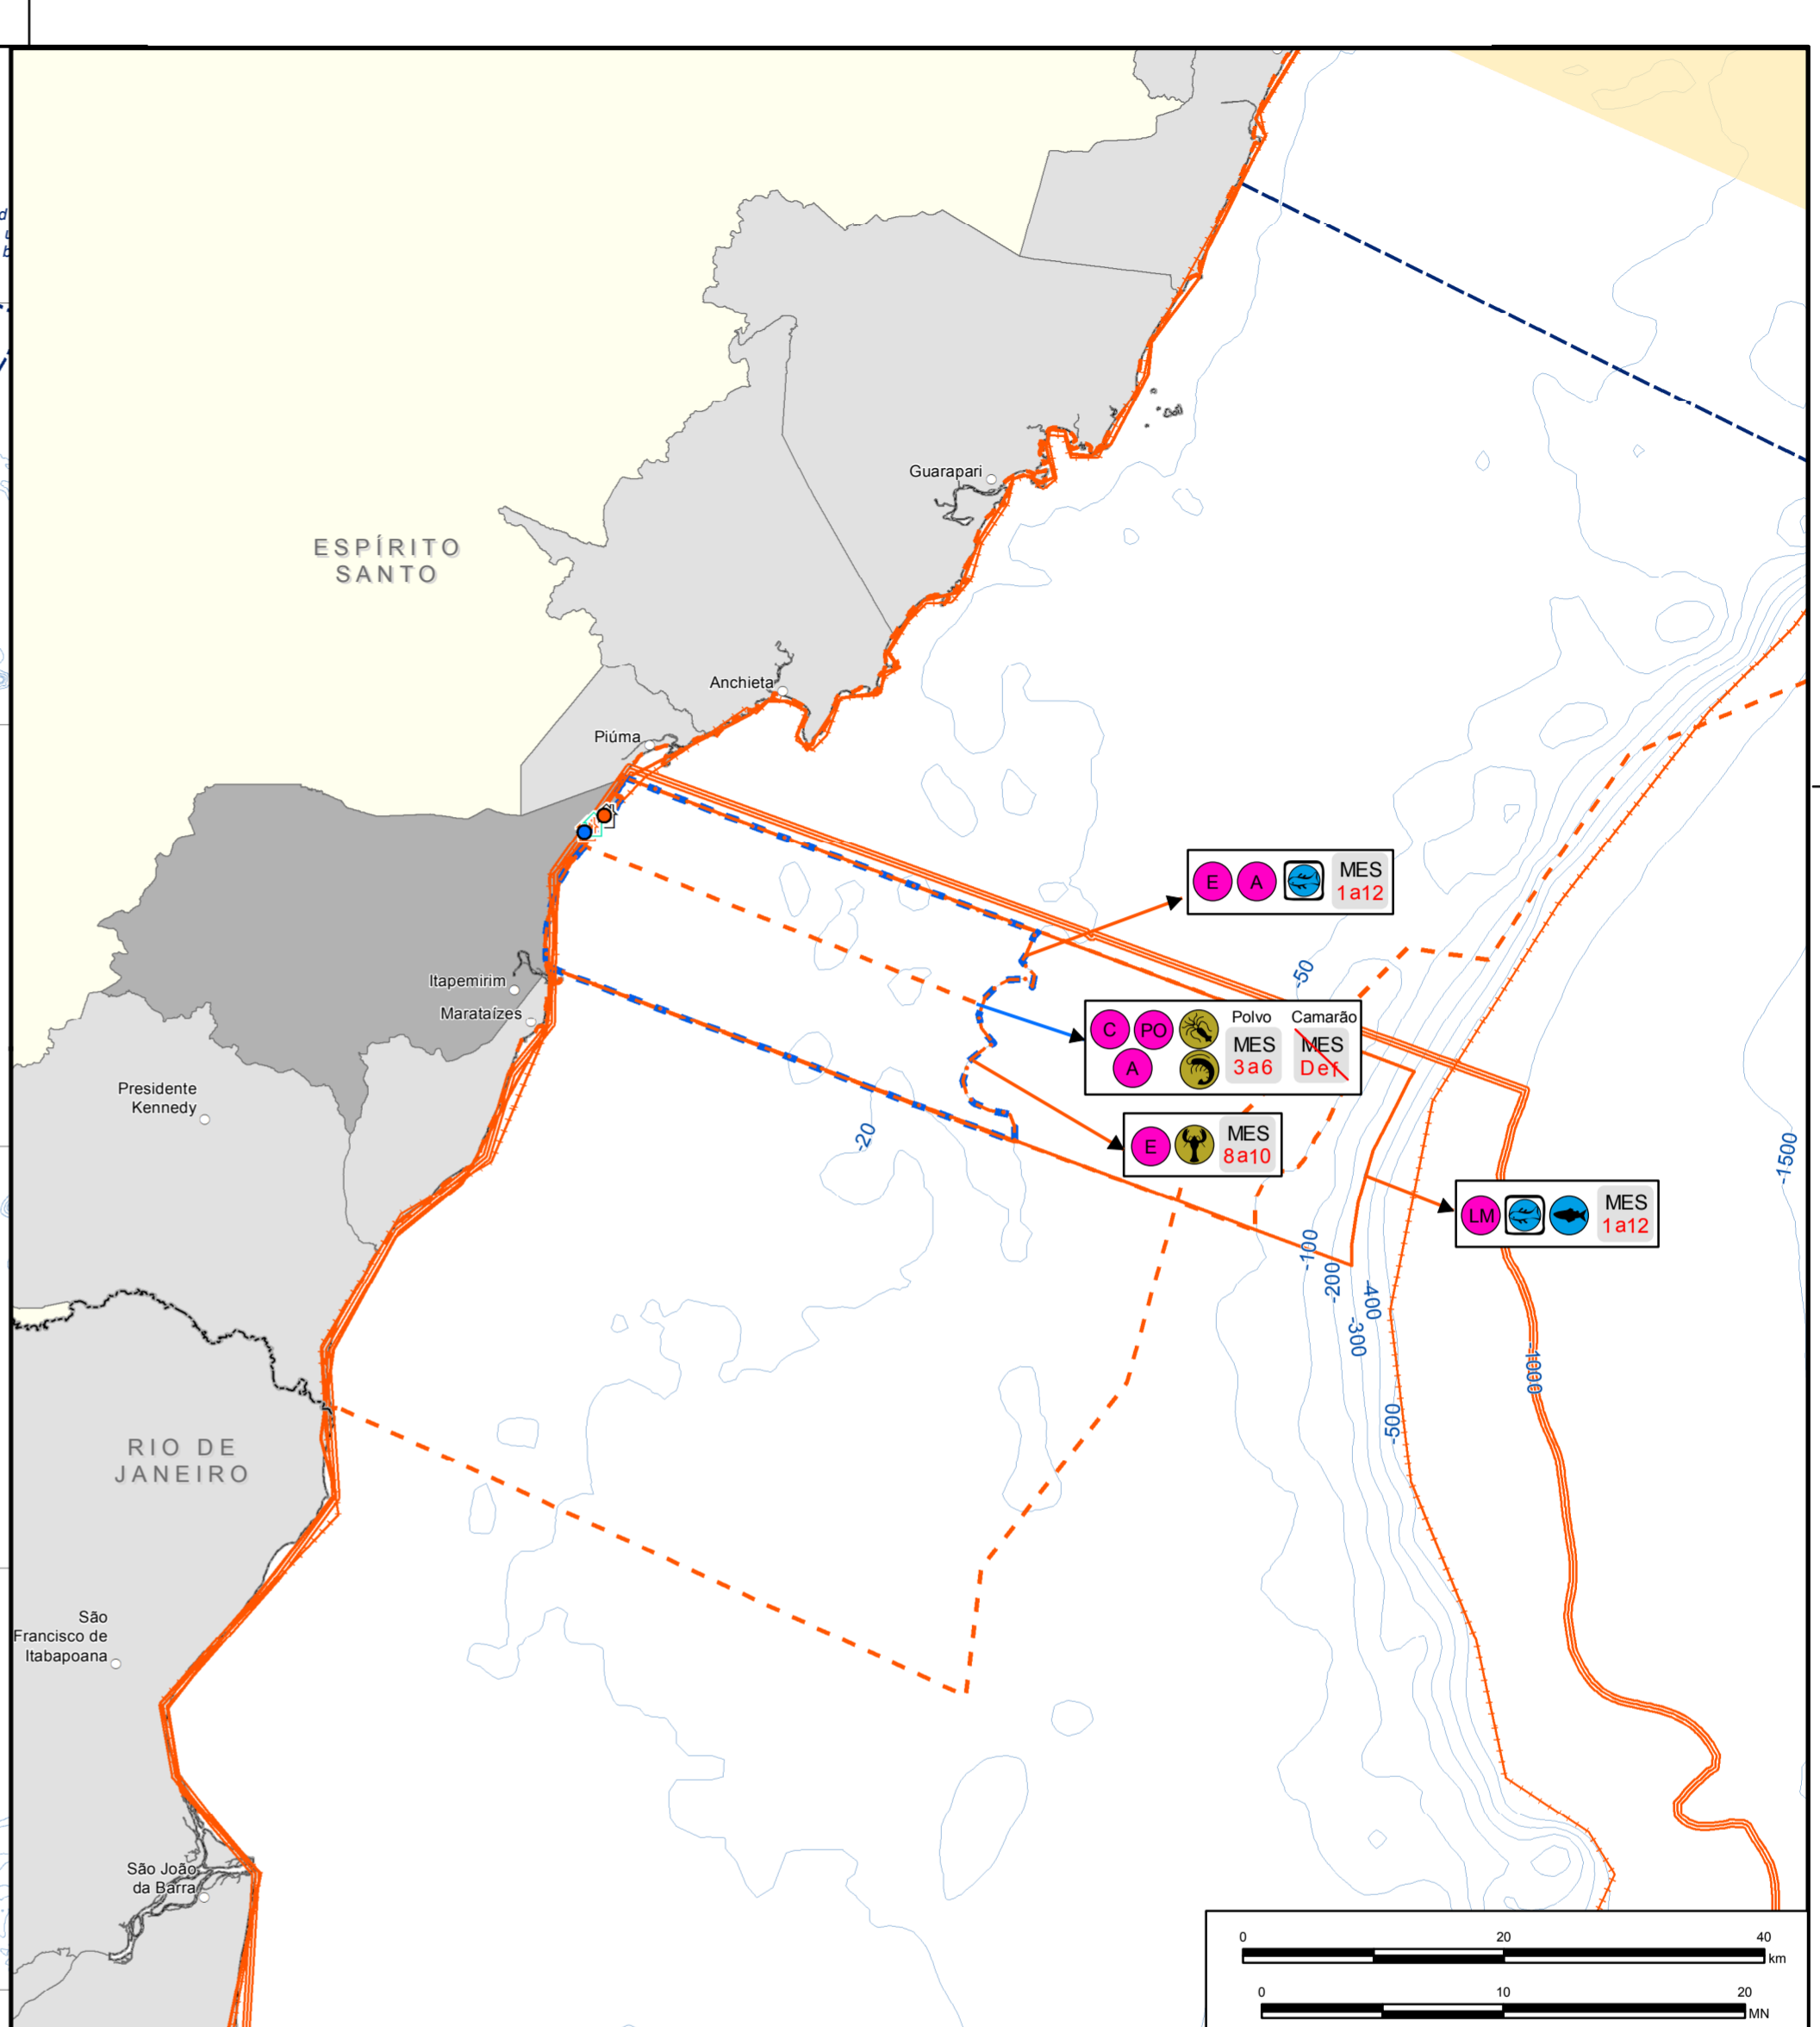 d
u
b
Guarapari
ESPÍRITO
SANTO
Anchieta
Piúma
E A MES
1a12
Itapemirim
Marataízes
-50
C PO Polvo Camarão
MES MES
A 3a6 Def
Presidente
Kennedy
-20
E MES
8a10
-1500
LM MES
1a12
-100
-200
-400
-300
-1000
-500
RIO DE
JANEIRO
São
Francisco de
Itabapoana
São João
da Barra
0 20 40
km
0 10 20
MN